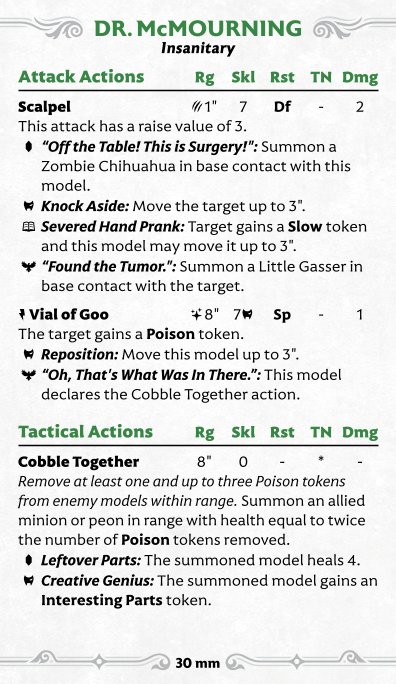 DR. McMOURNING
Insanitary
Attack Actions Rg Skl Rst TN Dmg
Scalpel 1" 7 Df - 2
This attack has a raise value of 3.
"Off the Table! This is Surgery!": Summon a
Zombie Chihuahua in base contact with this
model.
Knock Aside: Move the target up to 3".
Severed Hand Prank: Target gains a Slow token
and this model may move it up to 3".
"Found the Tumor.": Summon a Little Gasser in
base contact with the target.
Vial of Goo 8" 7 Sp - 1
The target gains a Poison token.
Reposition: Move this model up to 3".
"Oh, That's What Was In There.": This model
declares the Cobble Together action.
Tactical Actions Rg Skl Rst TN Dmg
Cobble Together 8" 0 - * -
Remove at least one and up to three Poison tokens
from enemy models within range. Summon an allied
minion or peon in range with health equal to twice
the number of Poison tokens removed.
Leftover Parts: The summoned model heals 4.
Creative Genius: The summoned model gains an
Interesting Parts token.
30 mm